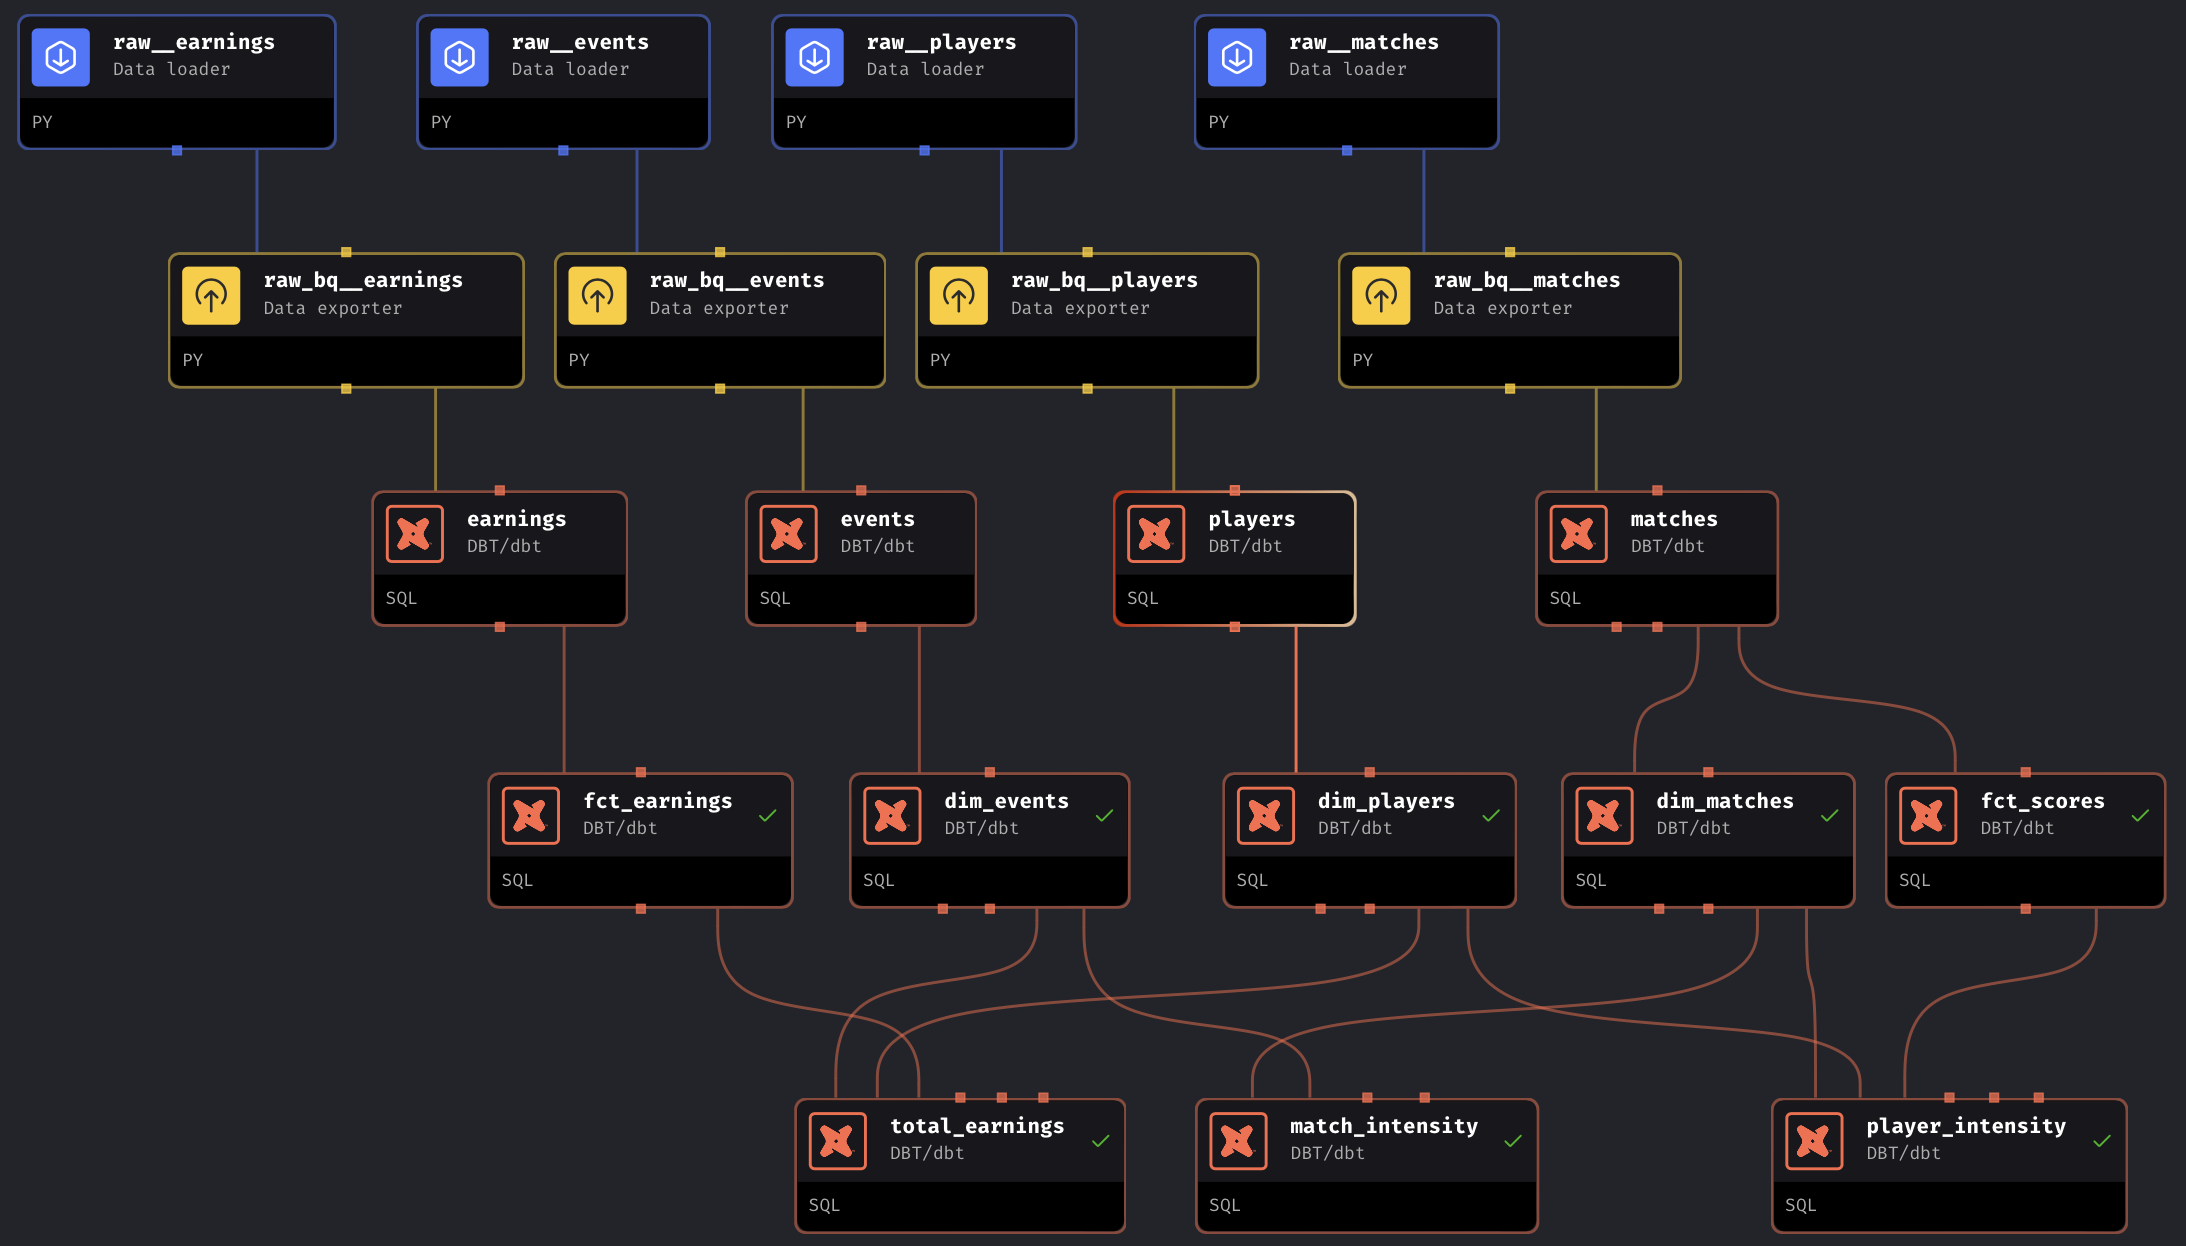 raw__earnings
Data loader
PY
raw__events
Data loader
PY
raw__players
Data loader
PY
raw__matches
Data loader
PY
raw_bq__earnings
Data exporter
PY
raw_bq__events
Data exporter
PY
raw_bq__players
Data exporter
PY
raw_bq__matches
Data exporter
PY
earnings
DBT/dbt
SQL
events
DBT/dbt
SQL
players
DBT/dbt
SQL
matches
DBT/dbt
SQL
fct_earnings
DBT/dbt
SQL
dim_events
DBT/dbt
SQL
dim_players
DBT/dbt
SQL
dim_matches
DBT/dbt
SQL
fct_scores
DBT/dbt
SQL
total_earnings
DBT/dbt
SQL
match_intensity
DBT/dbt
SQL
player_intensity
DBT/dbt
SQL